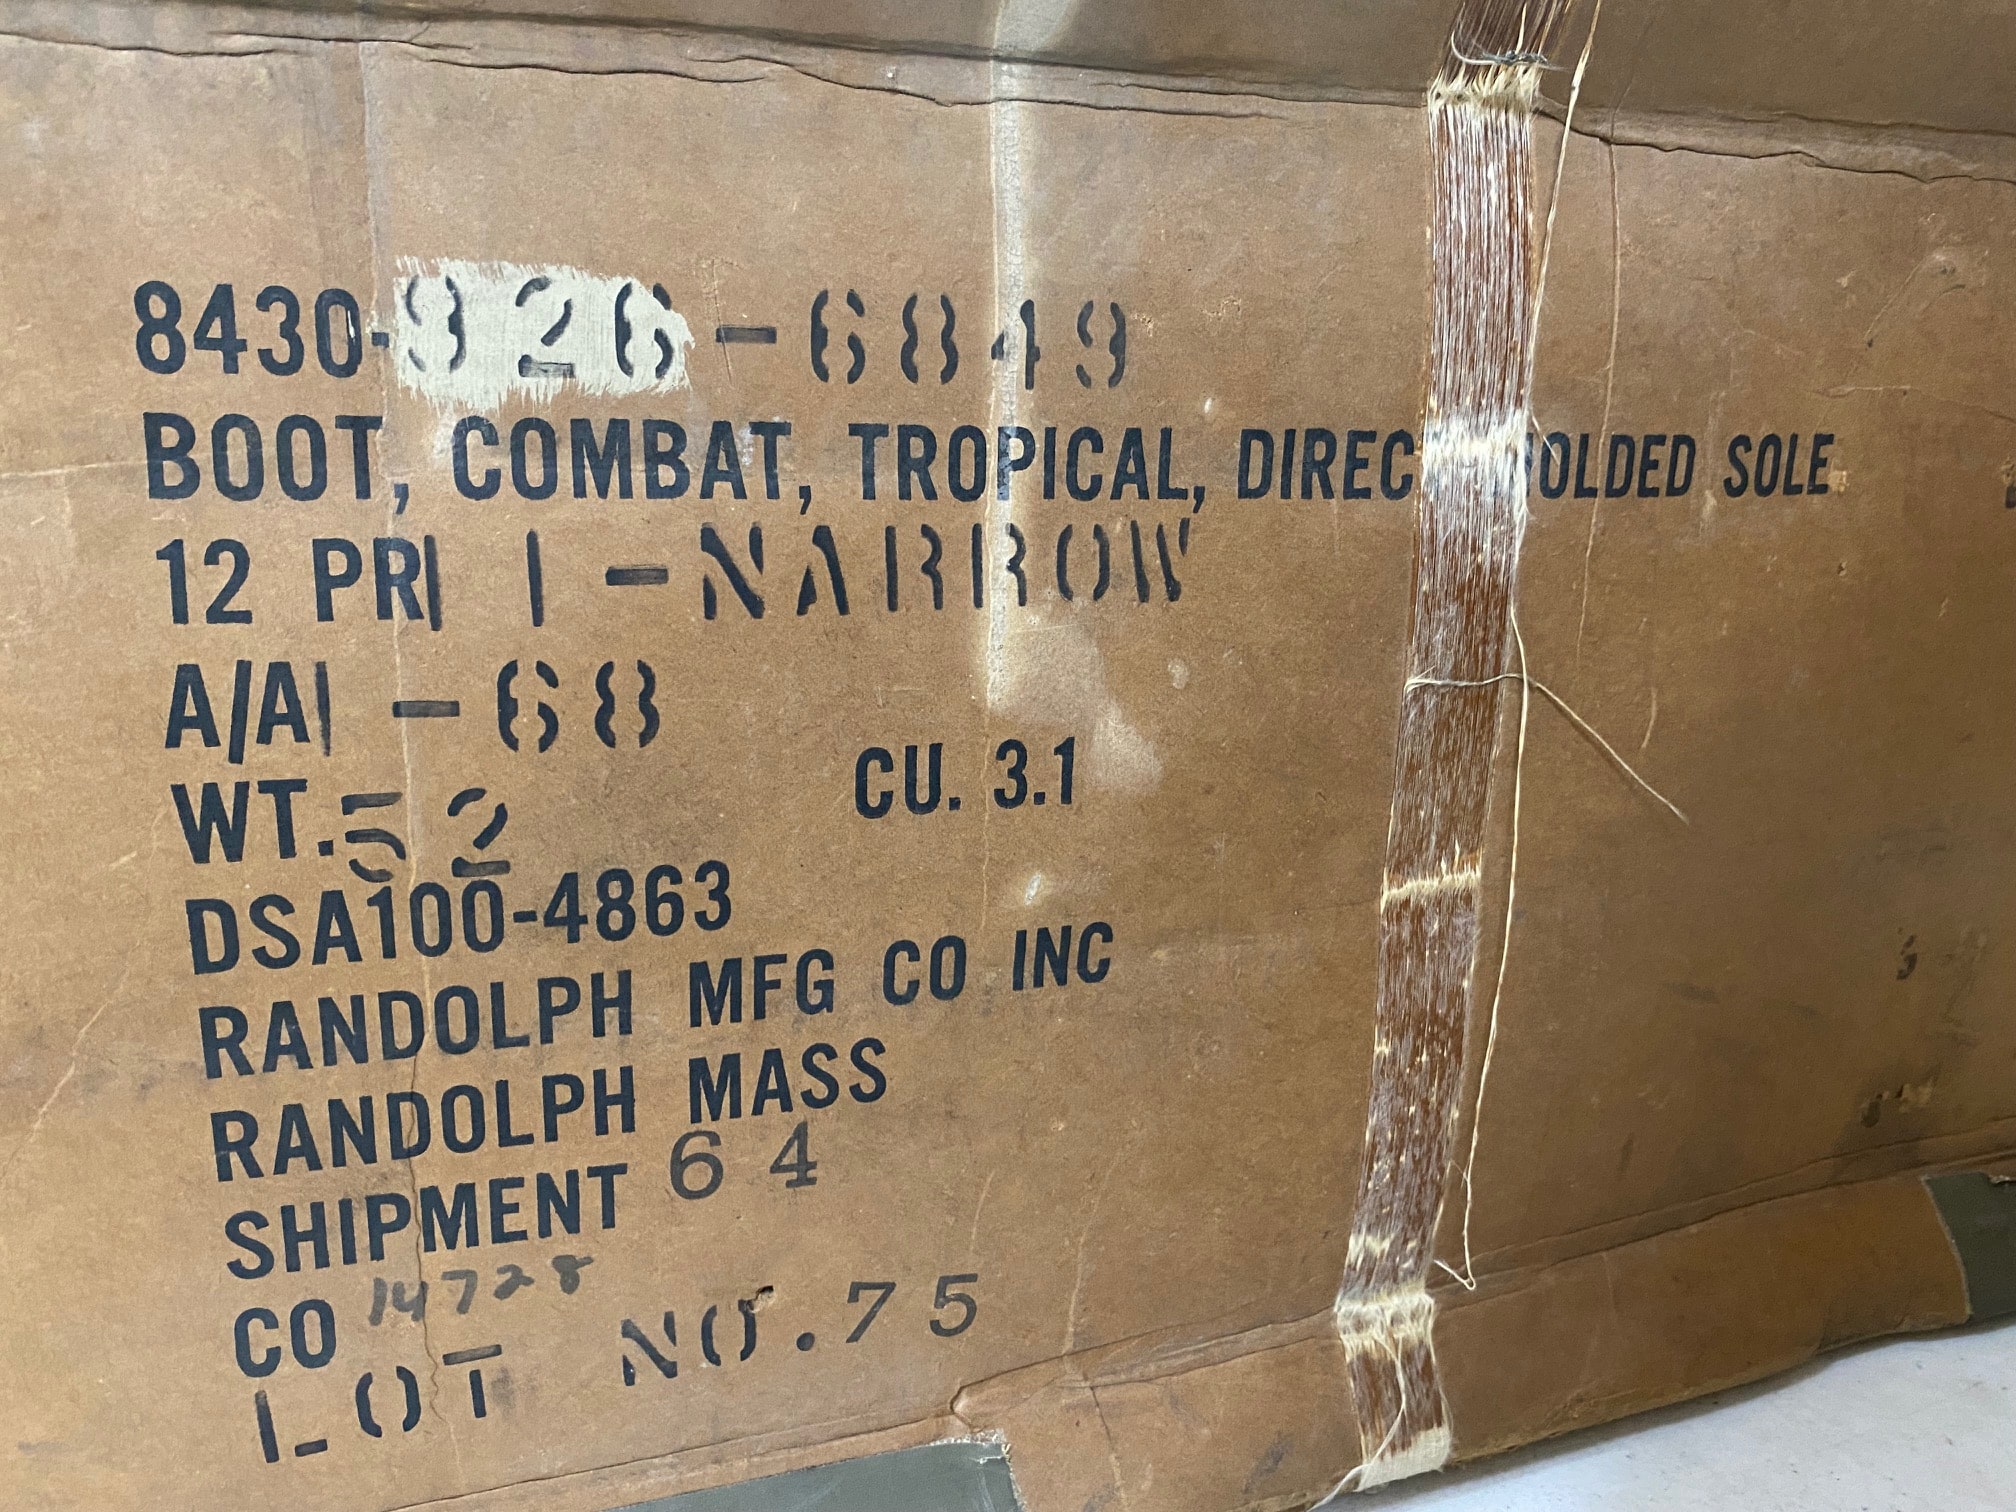 8430-926-6849
BOOT, COMBAT, TROPICAL, DIREC OLDED SOLE
12 PR 11-NARROW
A/A 1-68
WT. 52 CU. 3.1
DSA100-4863
RANDOLPH MFG CO INC
RANDOLPH MASS
SHIPMENT 64
CO 14728
LOT NO. 75